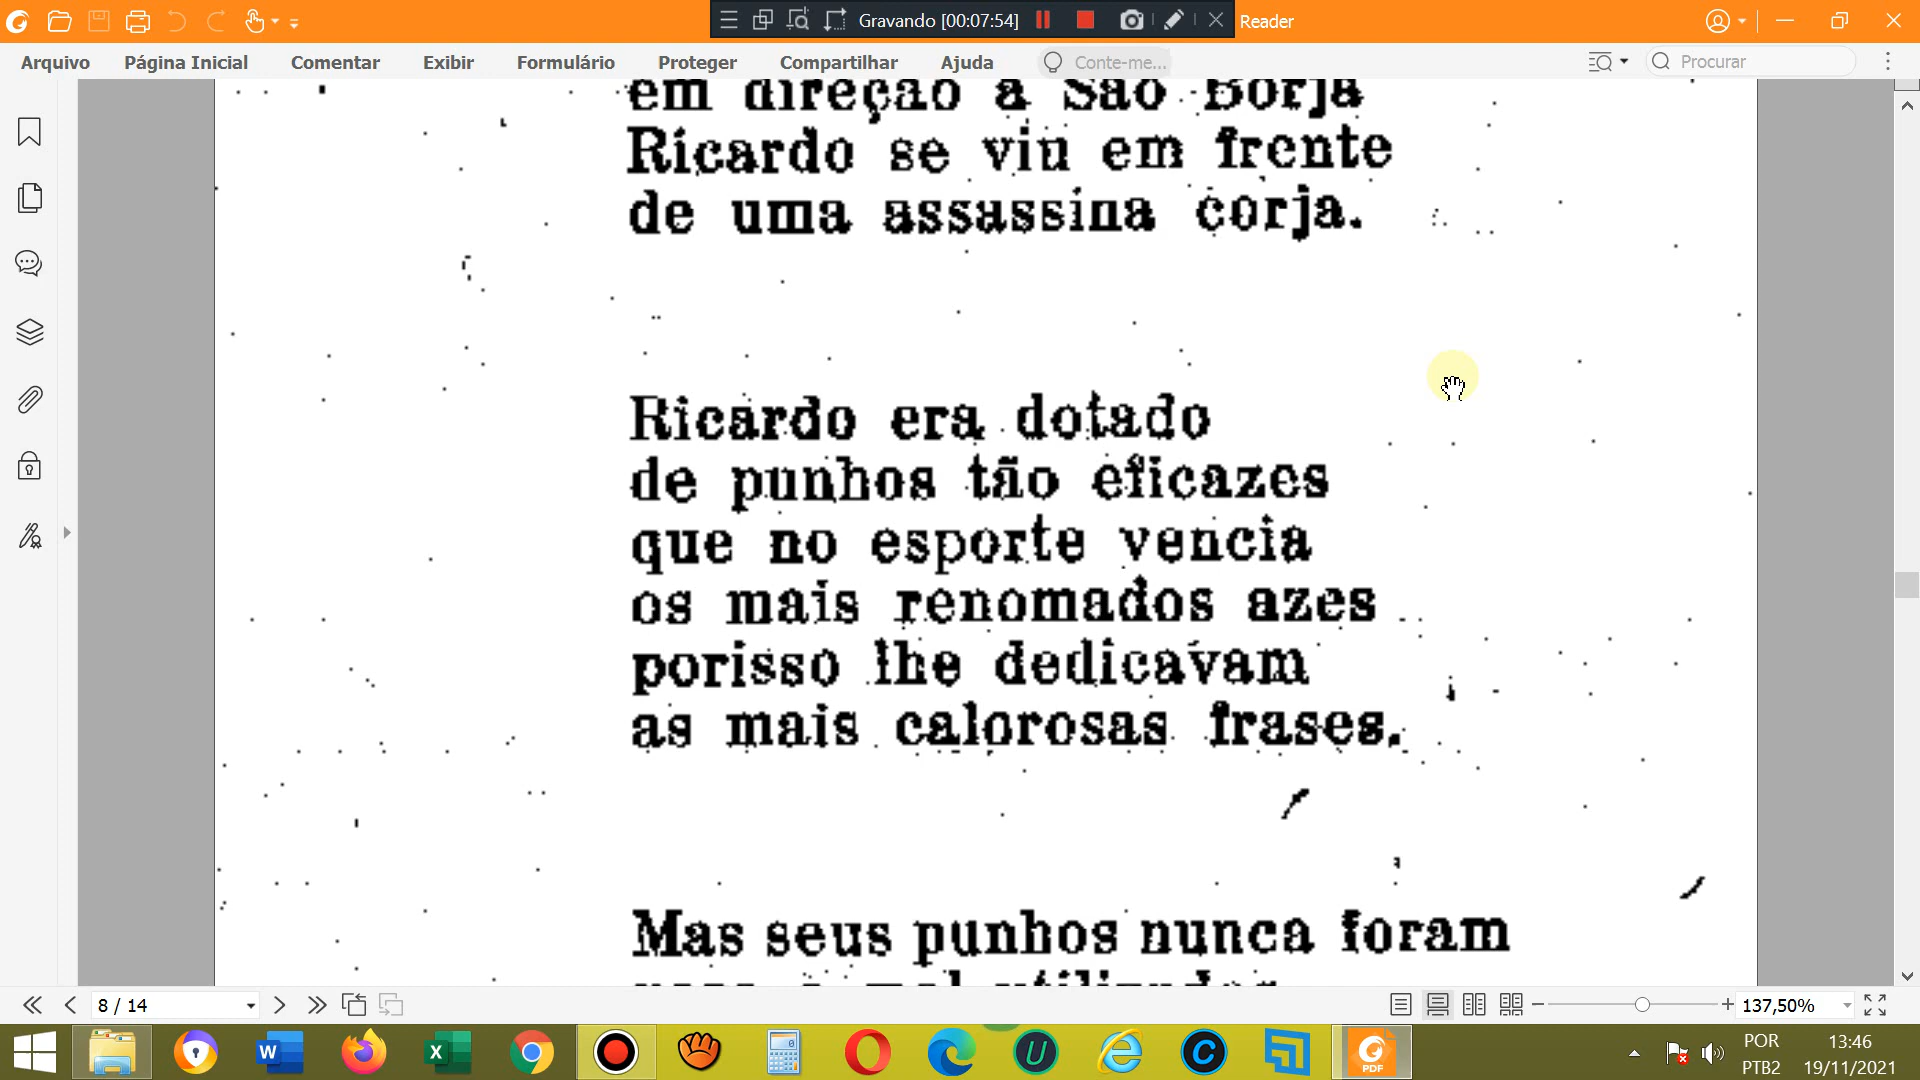 Gravando [00:07:54]
Reader
Arquivo
Página Inicial
Comentar
Exibir
Formulário
Proteger
Compartilhar
Ajuda
Conte-me...
Procurar
em direção a São Borja
Ricardo se viu em frente
de uma assassina corja.
Ricardo era dotado
de punhos tão eficazes
que no esporte vencia
os mais renomados azes
porisso lhe dedicavam
as mais calorosas frases.
Mas seus punhos nunca foram
8 / 14
137,50%
PDF
POR
PTB2
13:46
19/11/2021